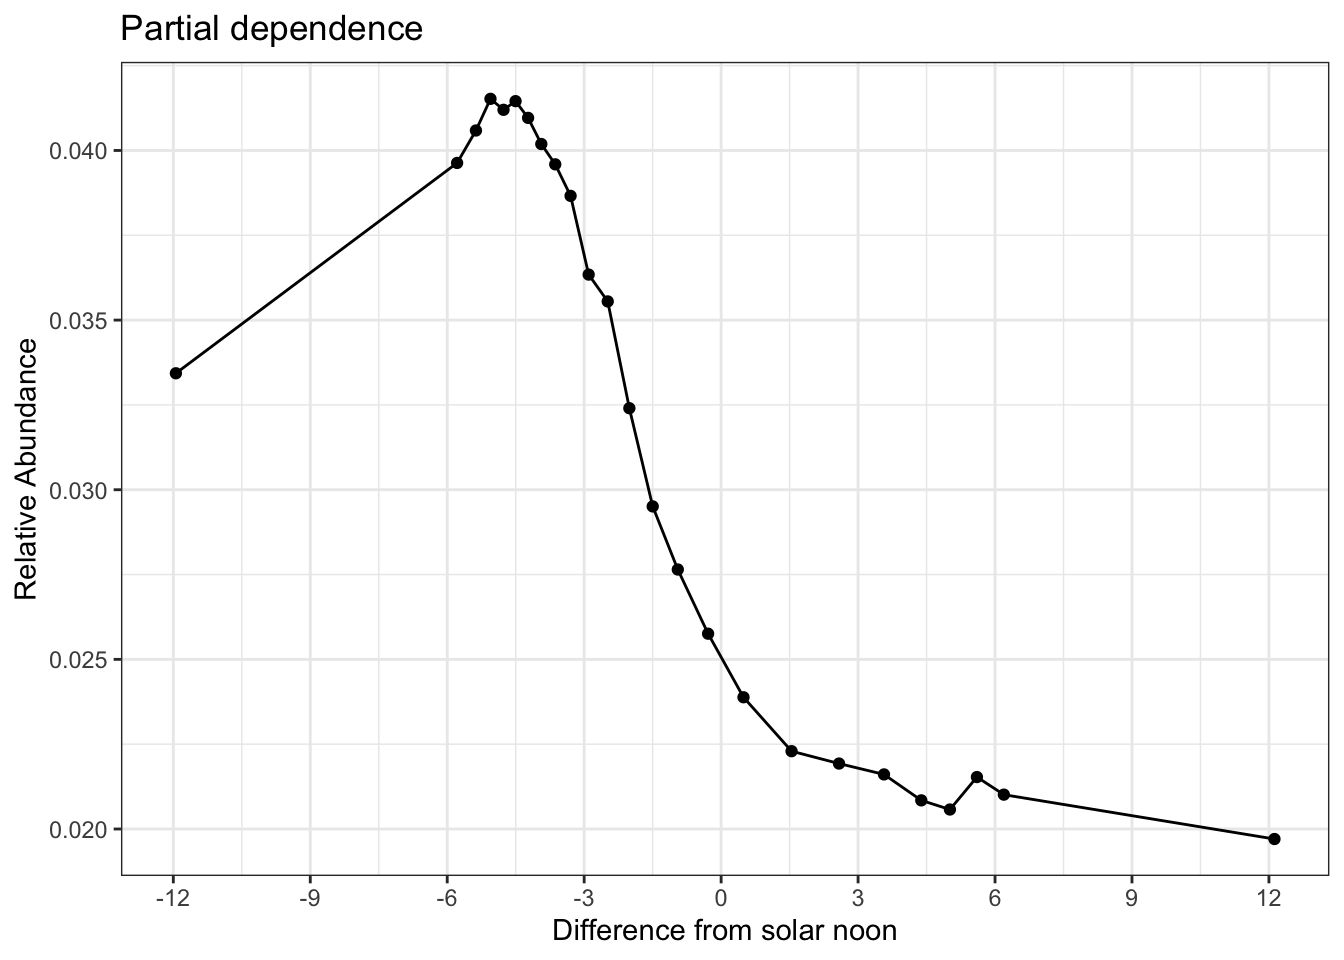 Partial dependence
Relative Abundance
0.040
0.035
0.030
0.025
0.020
-12 -9 -6 -3 0 3 6 9 12
Difference from solar noon